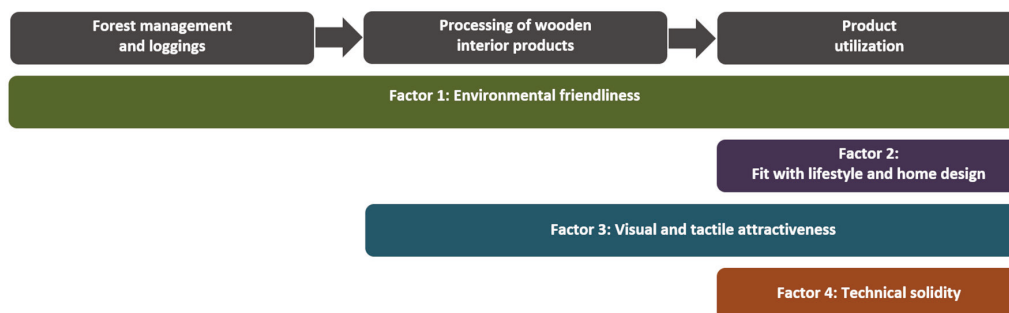 Forest management
and loggings
Processing of wooden
interior products
Product
utilization
Factor 1: Environmental friendliness
Factor 2:
Fit with lifestyle and home design
Factor 3: Visual and tactile attractiveness
Factor 4: Technical solidity